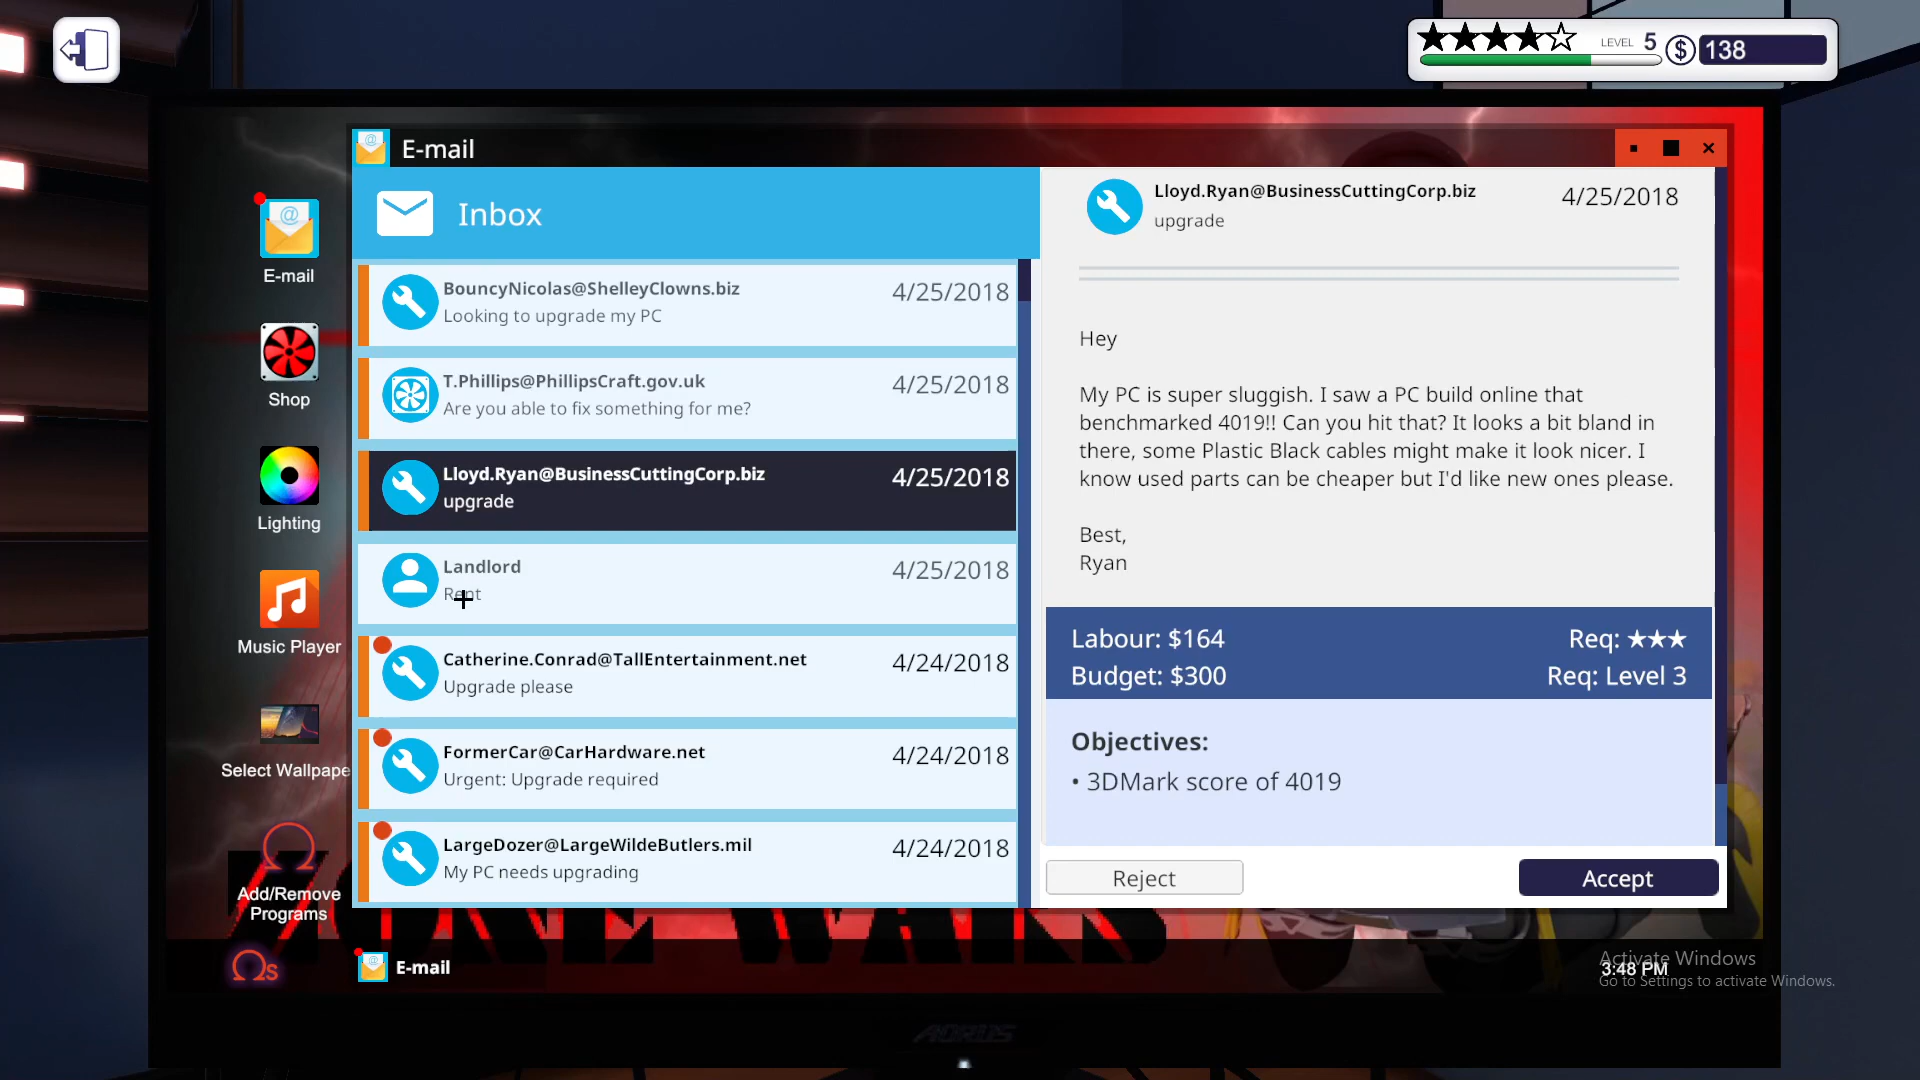 LEVEL 5
$ 138
E-mail
E-mail
Shop
Lighting
Music Player
Select Wallpape
Add/Remove
Programs
Inbox
BouncyNicolas@ShelleyClowns.biz
4/25/2018
Looking to upgrade my PC
T.Phillips@PhillipsCraft.gov.uk
4/25/2018
Are you able to fix something for me?
Lloyd.Ryan@BusinessCuttingCorp.biz
4/25/2018
upgrade
Landlord
4/25/2018
Rent
Catherine.Conrad@TallEntertainment.net
4/24/2018
Upgrade please
FormerCar@CarHardware.net
4/24/2018
Urgent: Upgrade required
LargeDozer@LargeWildeButlers.mil
4/24/2018
My PC needs upgrading
Lloyd.Ryan@BusinessCuttingCorp.biz
4/25/2018
upgrade
Hey
My PC is super sluggish. I saw a PC build online that
benchmarked 4019!! Can you hit that? It looks a bit bland in
there, some Plastic Black cables might make it look nicer. I
know used parts can be cheaper but I'd like new ones please.
Best,
Ryan
Labour: $164
Req: ★★★
Budget: $300
Req: Level 3
Objectives:
• 3DMark score of 4019
Reject
Accept
Ωs
E-mail
3:48 PM
Activate Windows
Go to Settings to activate Windows.
AORUS